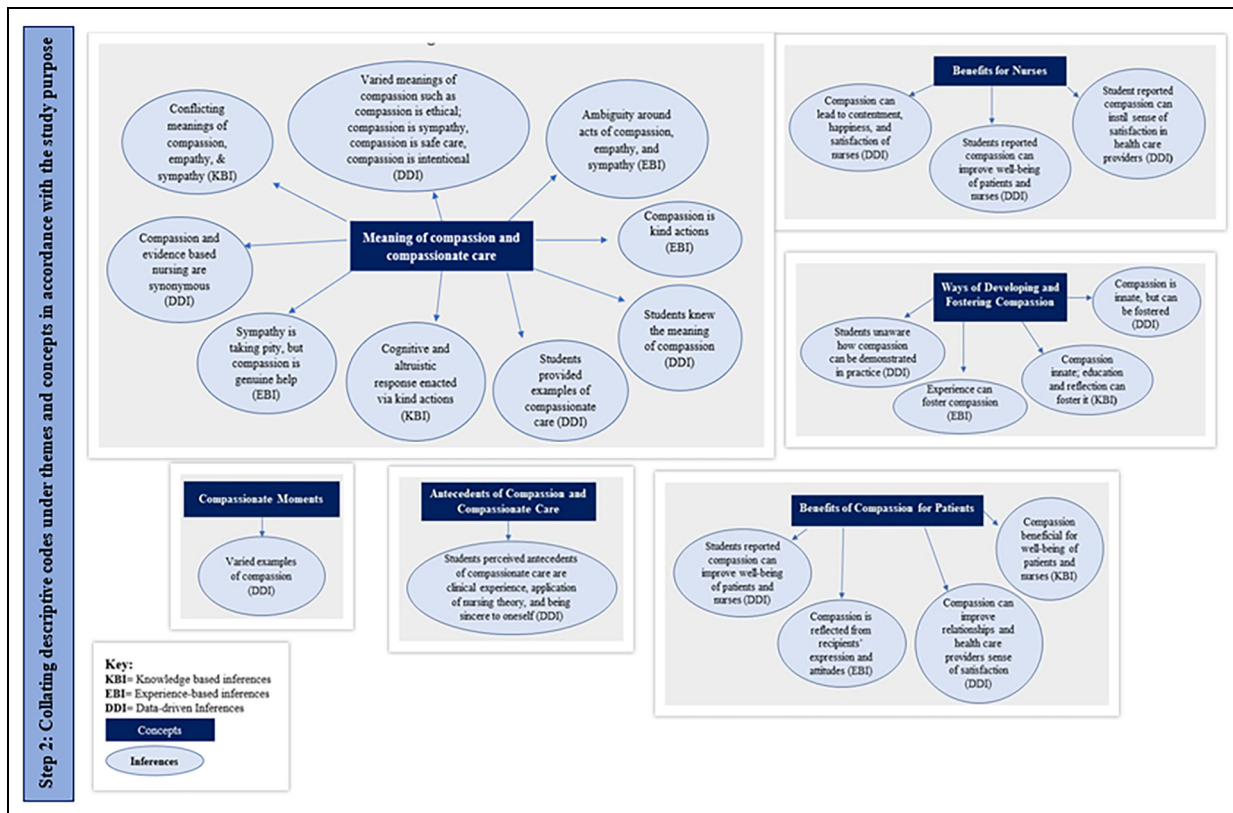 Step 2: Collating descriptive codes under themes and concepts in accordance with the study purpose
Conflicting
meanings of
compassion,
empathy, &
sympathy (KBI)
Varied meanings of
compassion such as
compassion is ethical;
compassion is sympathy,
compassion is safe care,
compassion is intentional
(DDI)
Ambiguity around
acts of compassion,
empathy, and
sympathy (EBI)
Meaning of compassion and
compassionate care
Compassion is
kind actions
(EBI)
Compassion and
evidence based
nursing are
synonymous
(DDI)
Sympathy is
taking pity, but
compassion is
genuine help
(EBI)
Cognitive and
altruistic
response enacted
via kind actions
(KBI)
Students
provided
examples of
compassionate
care (DDI)
Students knew
the meaning
of compassion
(DDI)
Benefits for Nurses
Compassion can
lead to contentment,
happiness, and
satisfaction of
nurses (DDI)
Students reported
compassion can
improve well-being
of patients and
nurses (DDI)
Student reported
compassion can
instil sense of
satisfaction in
health care
providers (DDI)
Ways of Developing and
Fostering Compassion
Students unaware
how compassion
can be demonstrated
in practice (DDI)
Experience can
foster compassion
(EBI)
Compassion
innate; education
and reflection can
foster it (KBI)
Compassion is
innate, but can
be fostered
(DDI)
Compassionate Moments
Varied examples
of compassion
(DDI)
Antecedents of Compassion and
Compassionate Care
Students perceived antecedents
of compassionate care are
clinical experience, application
of nursing theory, and being
sincere to oneself (DDI)
Benefits of Compassion for Patients
Students reported
compassion can
improve well-being
of patients and
nurses (DDI)
Compassion is
reflected from
recipients'
expression and
attitudes (EBI)
Compassion can
improve
relationships and
health care
providers sense
of satisfaction
(DDI)
Compassion
beneficial for
well-being of
patients and
nurses (KBI)
Key:
KBI= Knowledge based inferences
EBI= Experience-based inferences
DDI= Data-driven Inferences
Concepts
Inferences